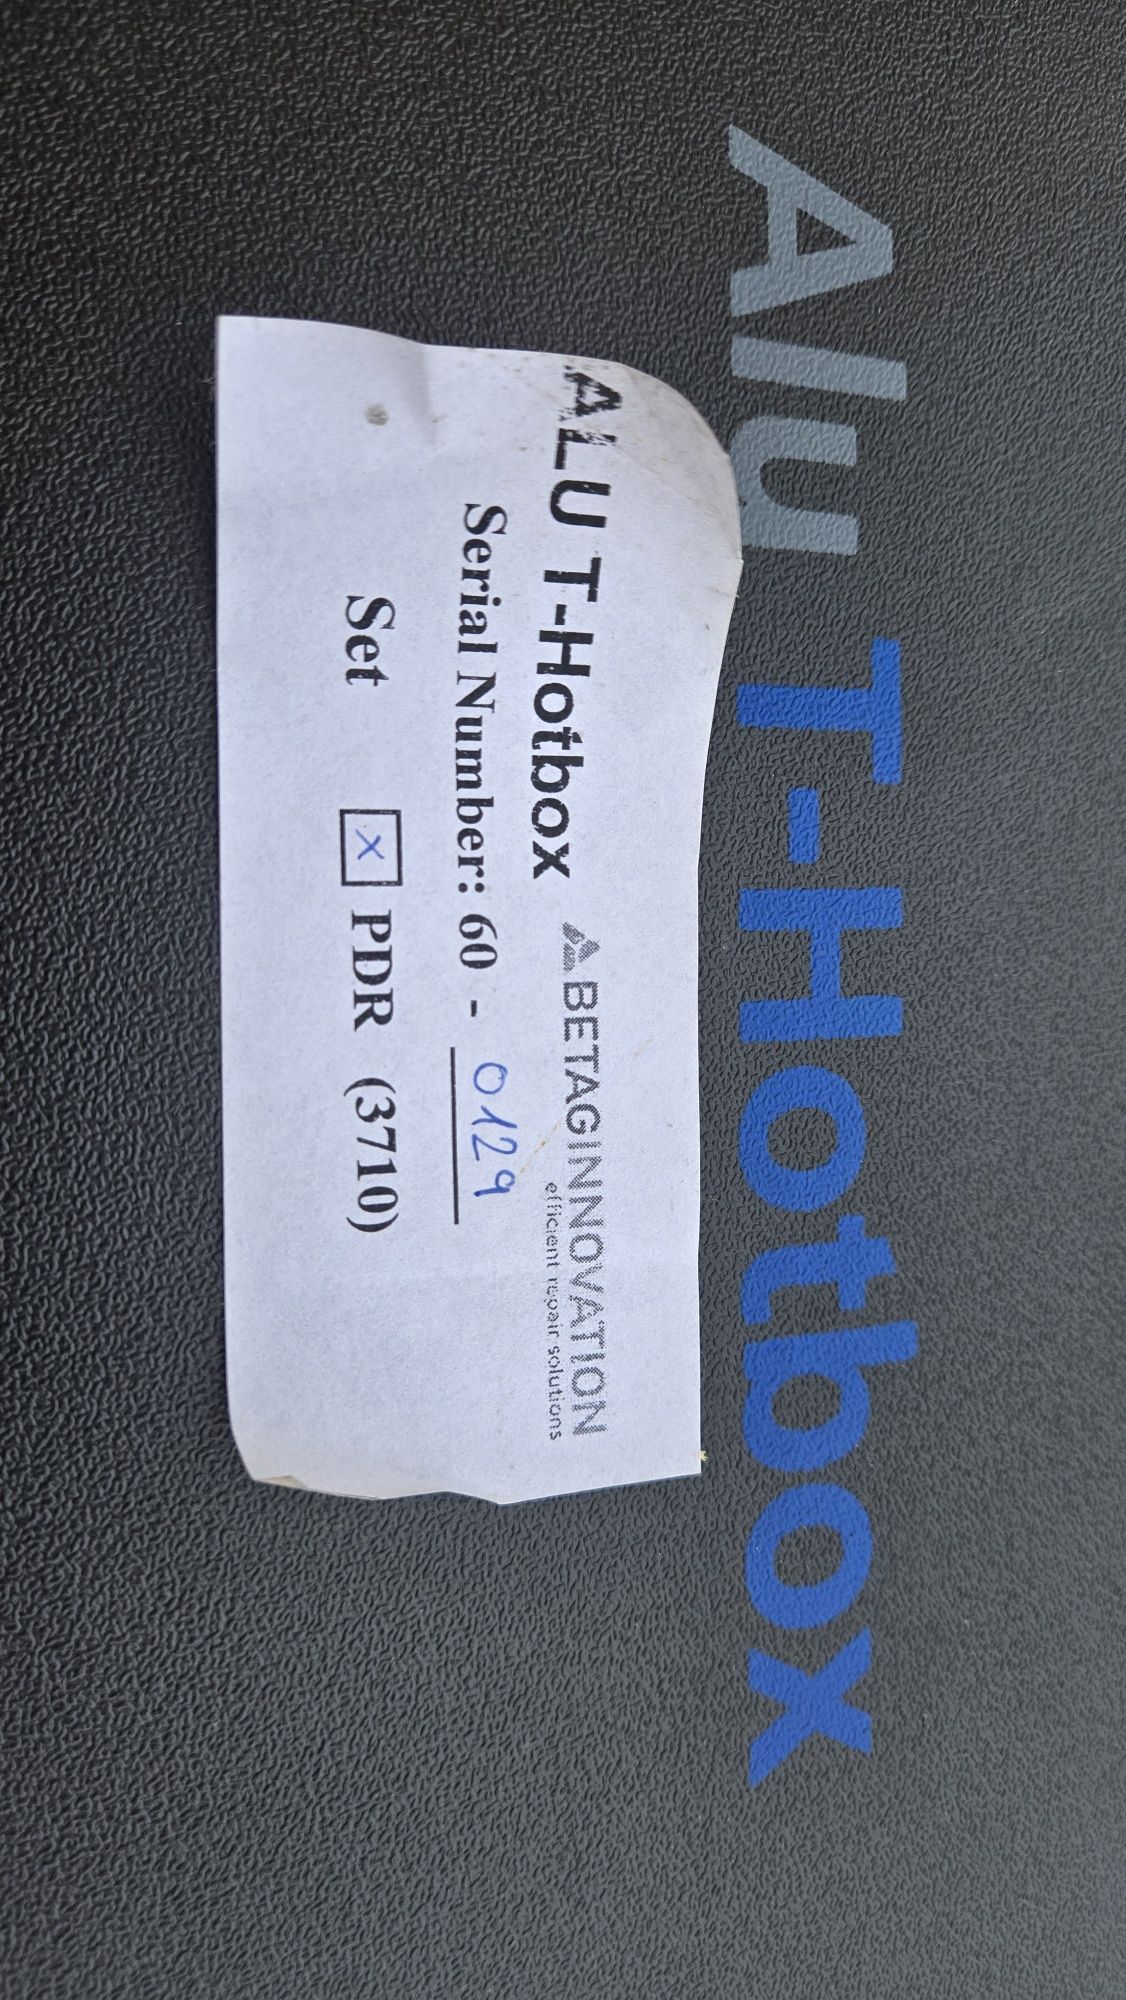 Alu T-Hotbox
ALU T-Hotbox BETAGINNOVATION
efficient repair solutions
Serial Number: 60 - 0129
Set x PDR (3710)